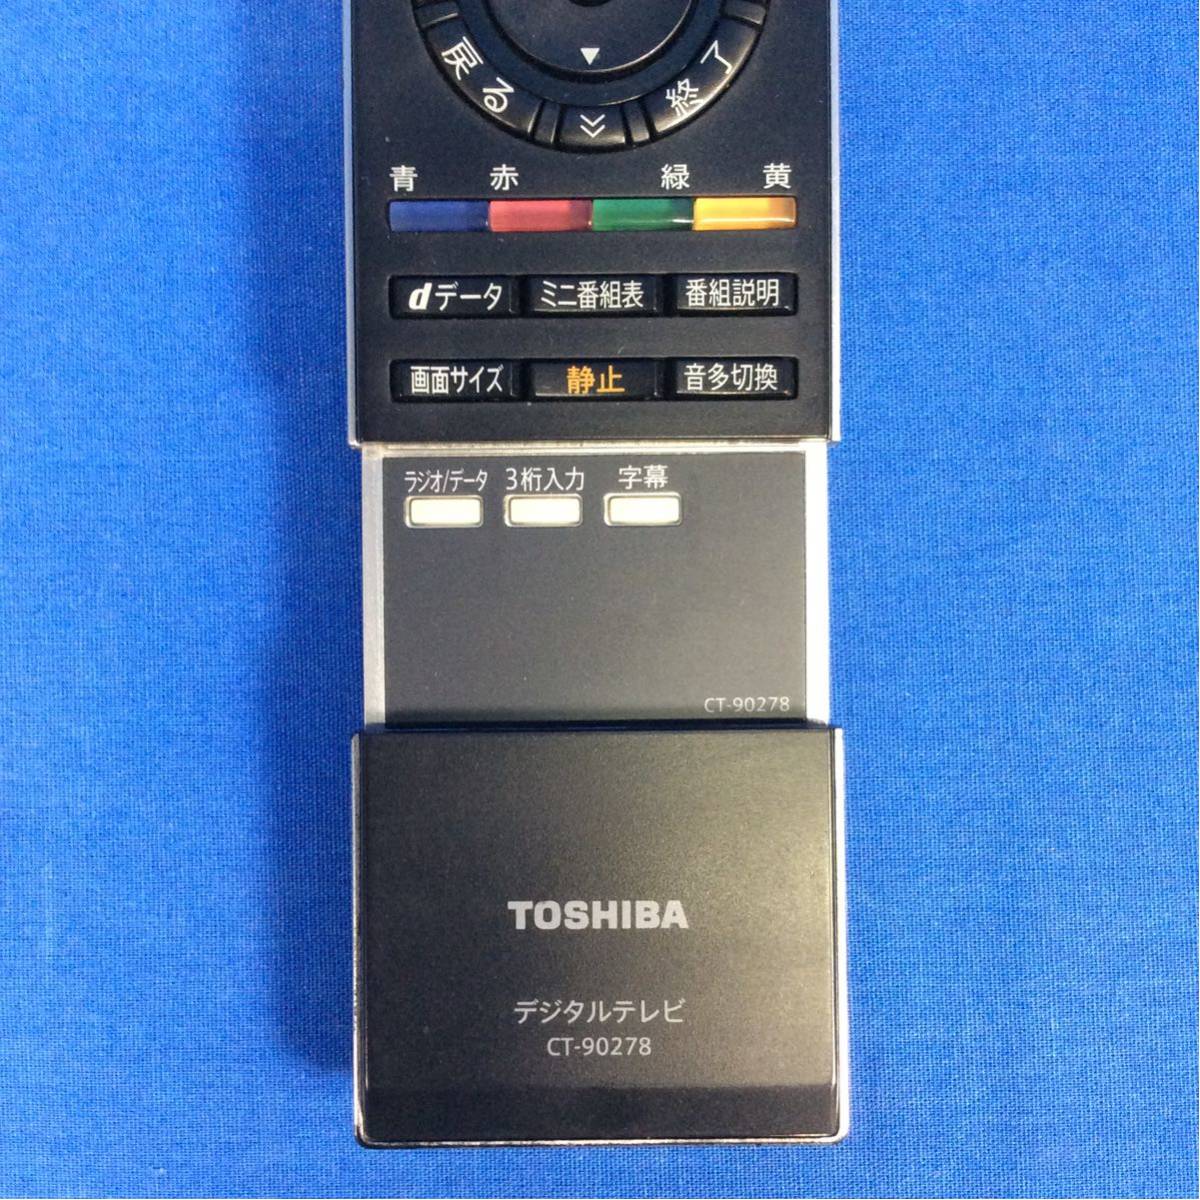 戻る 終了
青 赤 緑 黄
dデータ ミニ番組表 番組説明
画面サイズ 静止 音多切換
ラジオ/データ 3桁入力 字幕
CT-90278
TOSHIBA
デジタルテレビ
CT-90278